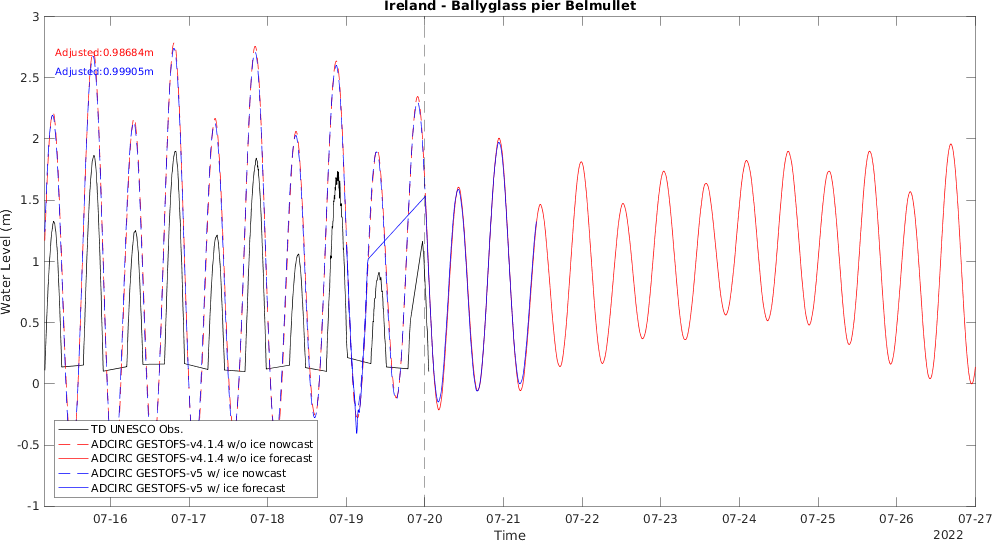 Ireland - Ballyglass pier Belmullet
3
2.5
2
1.5
1
0.5
0
-0.5
-1
Water Level (m)
Adjusted:0.98684m
Adjusted:0.99905m
TD UNESCO Obs.
ADCIRC GESTOFS-v4.1.4 w/o ice nowcast
ADCIRC GESTOFS-v4.1.4 w/o ice forecast
ADCIRC GESTOFS-v5 w/ ice nowcast
ADCIRC GESTOFS-v5 w/ ice forecast
07-16 07-17 07-18 07-19 07-20 07-21 07-22 07-23 07-24 07-25 07-26 07-27
Time
2022